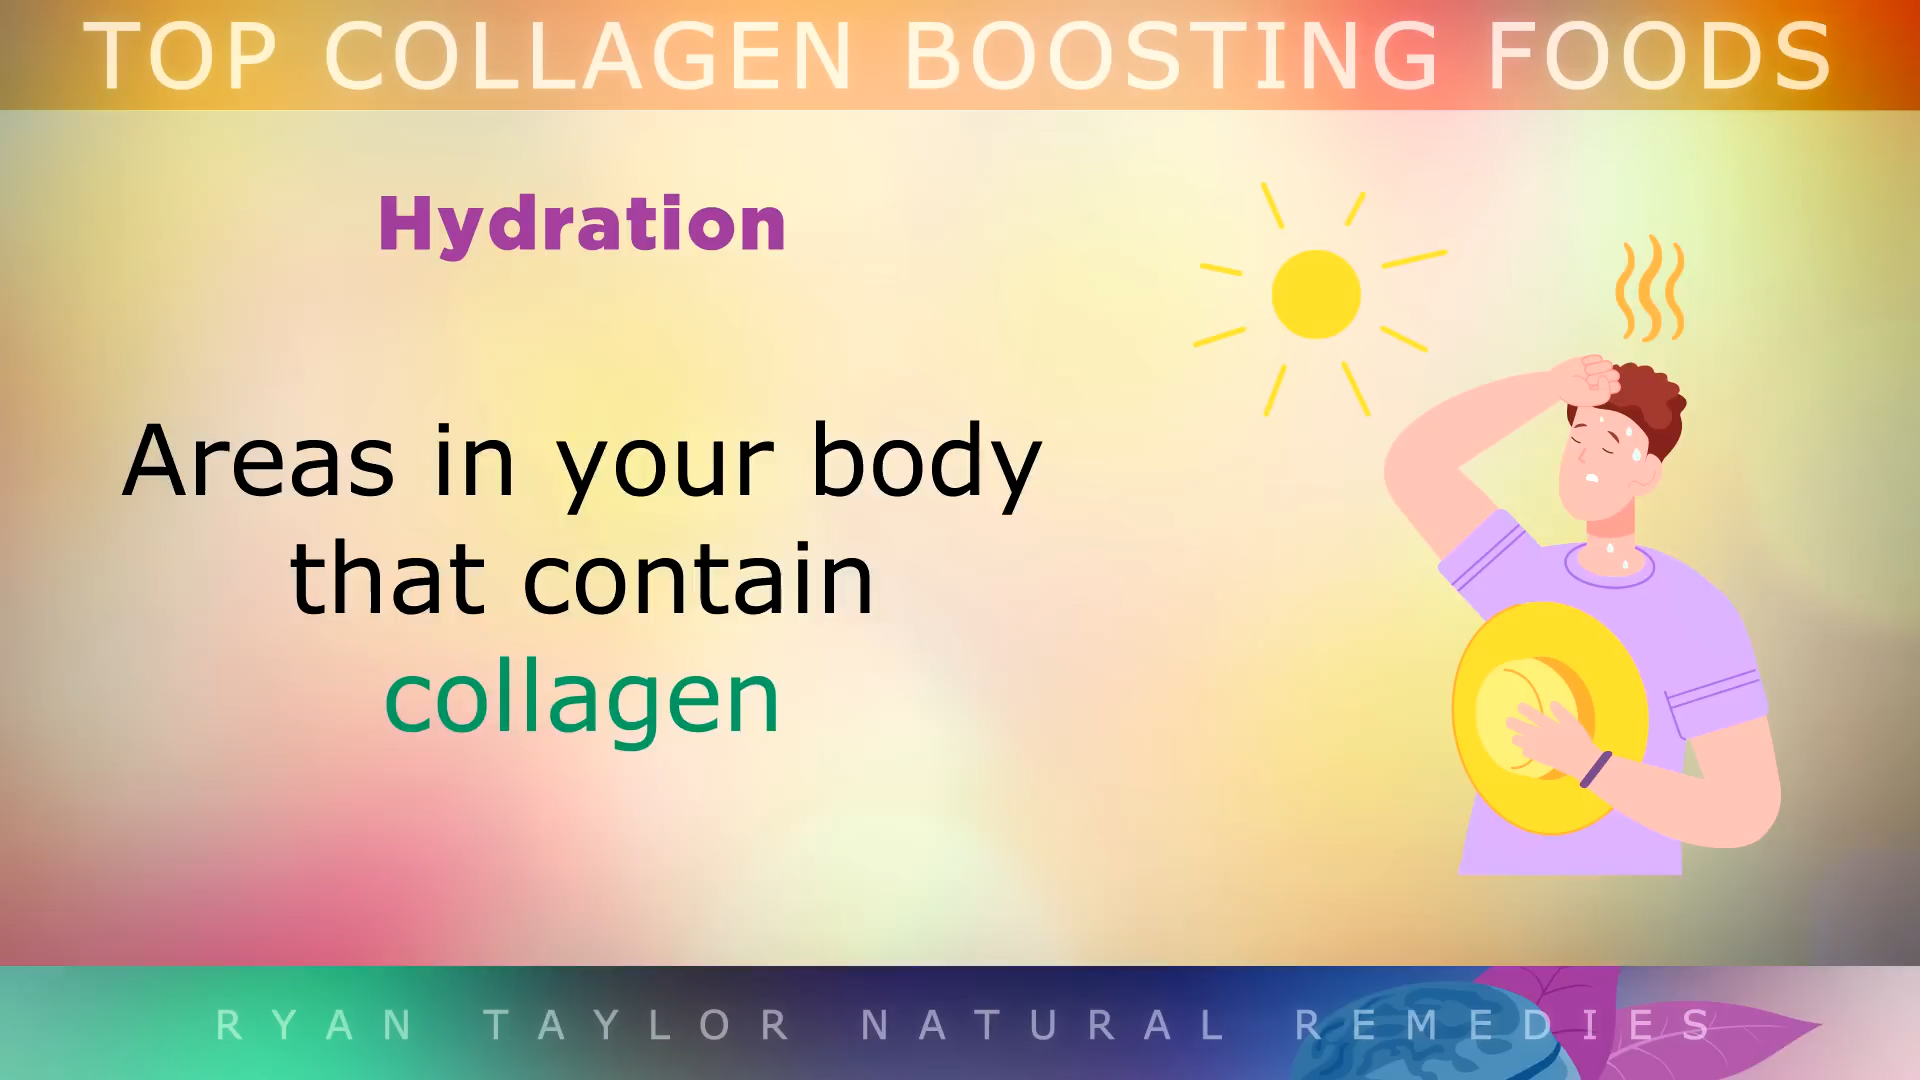 TOP COLLAGEN BOOSTING FOODS
Hydration
Areas in your body
that contain
collagen
RYAN TAYLOR NATURAL REMEDIES